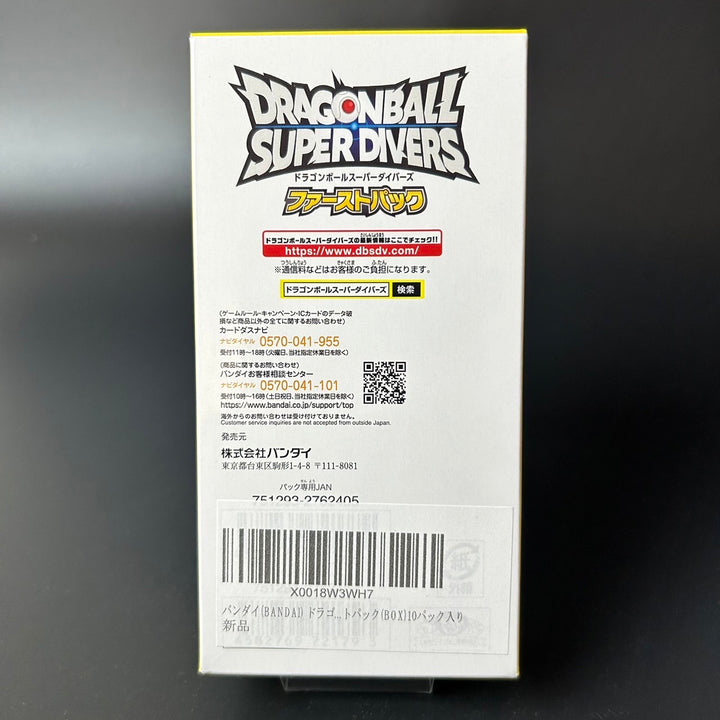 DRAGONBALL
SUPER DIVERS
ドラゴンボールスーパーダイバーズ
ファーストパック
ドラゴンボールスーパーダイバーズの最新情報はここでチェック!!
https://www.dbsdv.com/
※通信料などはお客様のご負担になります。
ドラゴンボールスーパーダイバーズ 検索
(ゲームルール・キャンペーン・ICカードのデータ破
損など商品以外の全てに関するお問い合わせ)
カードダスナビ
ナビダイヤル 0570-041-955
受付11時~18時(火曜日、当社指定休業日を除く)
(商品に関するお問い合わせ)
バンダイお客様相談センター
ナビダイヤル 0570-041-101
受付10時~16時(土日祝日、当社指定休業日を除く)
https://www.bandai.co.jp/support/top
海外からのお問い合わせは受け付けておりません。
Customer service inquiries are not accepted from outside Japan.
発売元
株式会社バンダイ
東京都台東区駒形1-4-8 〒111-8081
パック専用JAN
751293-2762405
X0018W3WH7
バンダイ(BANDAI) ドラゴ...トパック(BOX)10パック入り
新品
紙
外箱